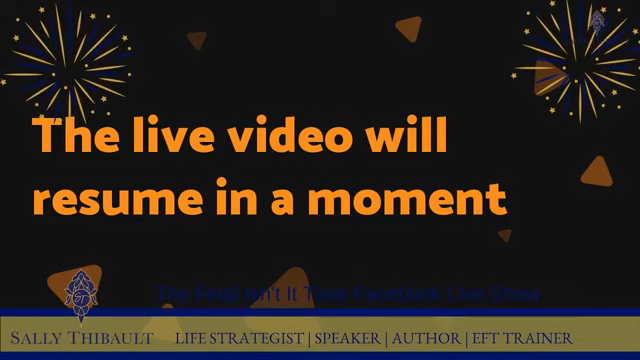 The live video will
resume in a moment
The Final Isn't It Time Facebook Live Show
SALLY THIBAULT LIFE STRATEGIST | SPEAKER | AUTHOR | EFT TRAINER